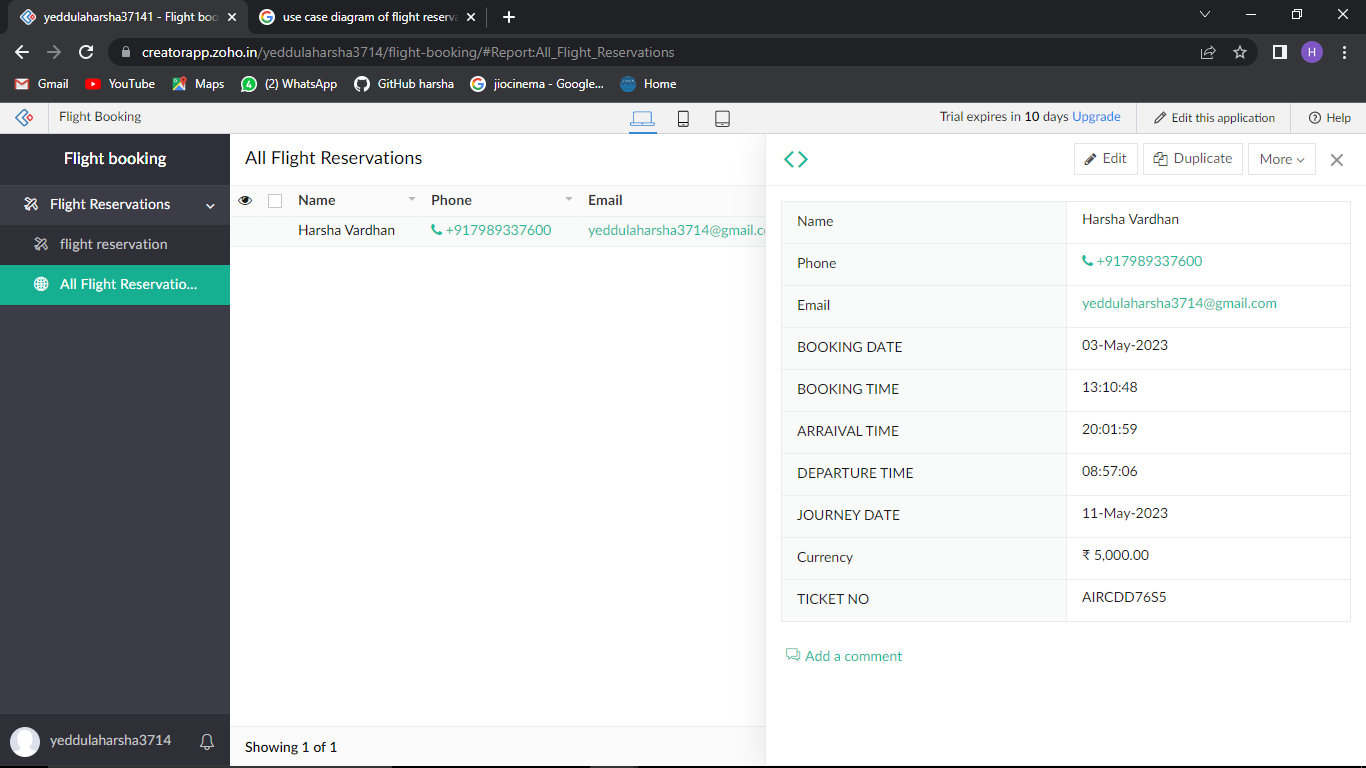 yeddulaharsha37141 - Flight boo
use case diagram of flight reserva
creatorapp.zoho.in/yeddulaharsha3714/flight-booking/#Report:All_Flight_Reservations
H
Gmail YouTube Maps (2) WhatsApp GitHub harsha jiocinema - Google... Home
Flight Booking
Trial expires in 10 days Upgrade
Edit this application
Help
Flight booking
Flight Reservations
flight reservation
All Flight Reservatio...
yeddulaharsha3714
All Flight Reservations
Name Phone Email
Harsha Vardhan +917989337600 yeddulaharsha3714@gmail.c
Showing 1 of 1
Edit Duplicate More
Name Harsha Vardhan
Phone +917989337600
Email yeddulaharsha3714@gmail.com
BOOKING DATE 03-May-2023
BOOKING TIME 13:10:48
ARRAIVAL TIME 20:01:59
DEPARTURE TIME 08:57:06
JOURNEY DATE 11-May-2023
Currency ₹ 5,000.00
TICKET NO AIRCDD76S5
Add a comment